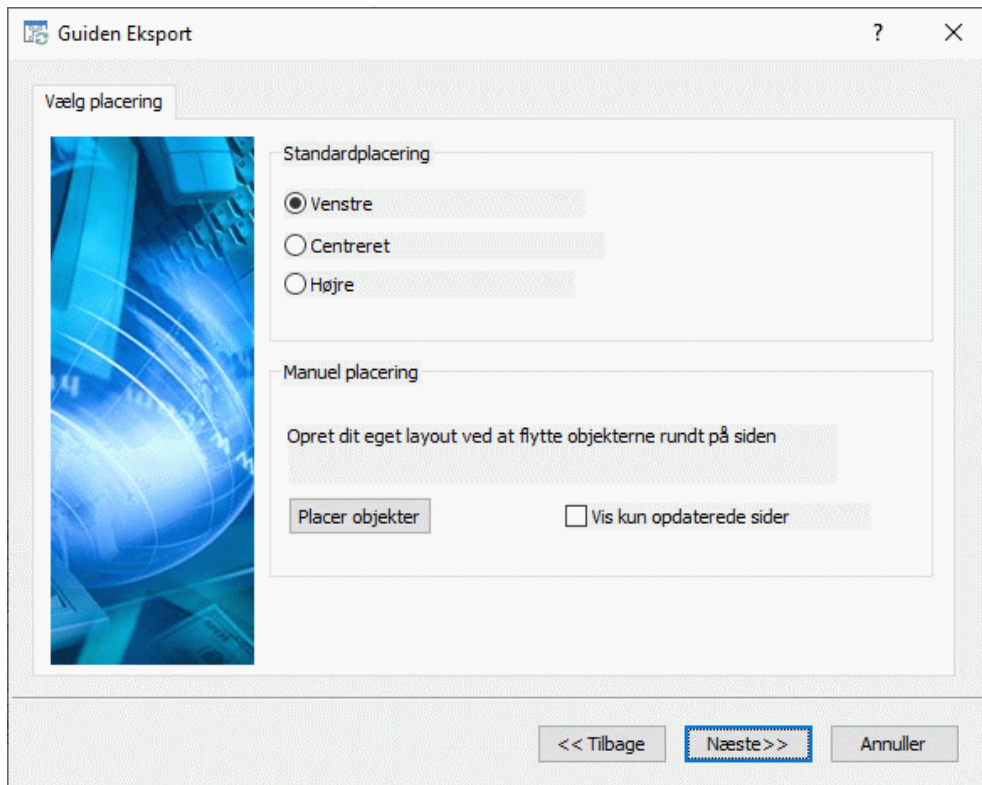 Guiden Eksport
?
Vælg placering
Standardplacering
Venstre
Centreret
Højre
Manuel placering
Opret dit eget layout ved at flytte objekterne rundt på siden
Placer objekter
Vis kun opdaterede sider
<< Tilbage
Næste>>
Annuller